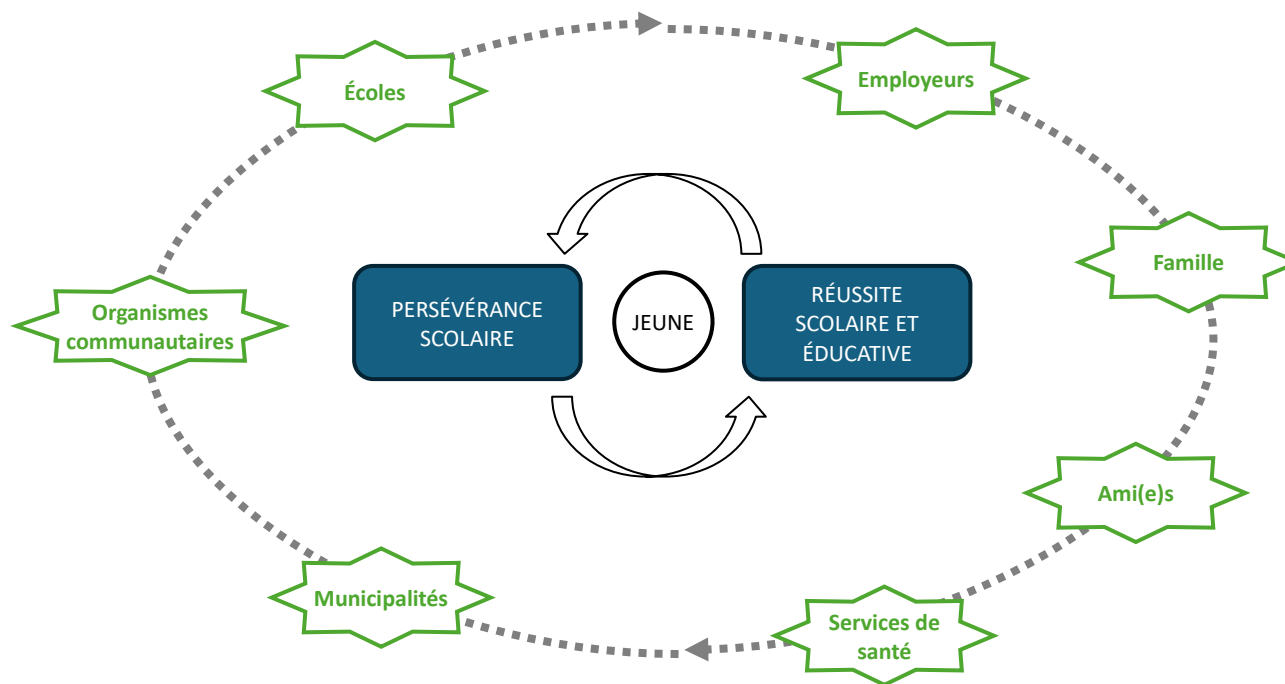 Écoles
Employeurs
Famille
Organismes
communautaires
PERSÉVÉRANCE
SCOLAIRE
JEUNE
RÉUSSITE
SCOLAIRE ET
ÉDUCATIVE
Ami(e)s
Municipalités
Services de
santé